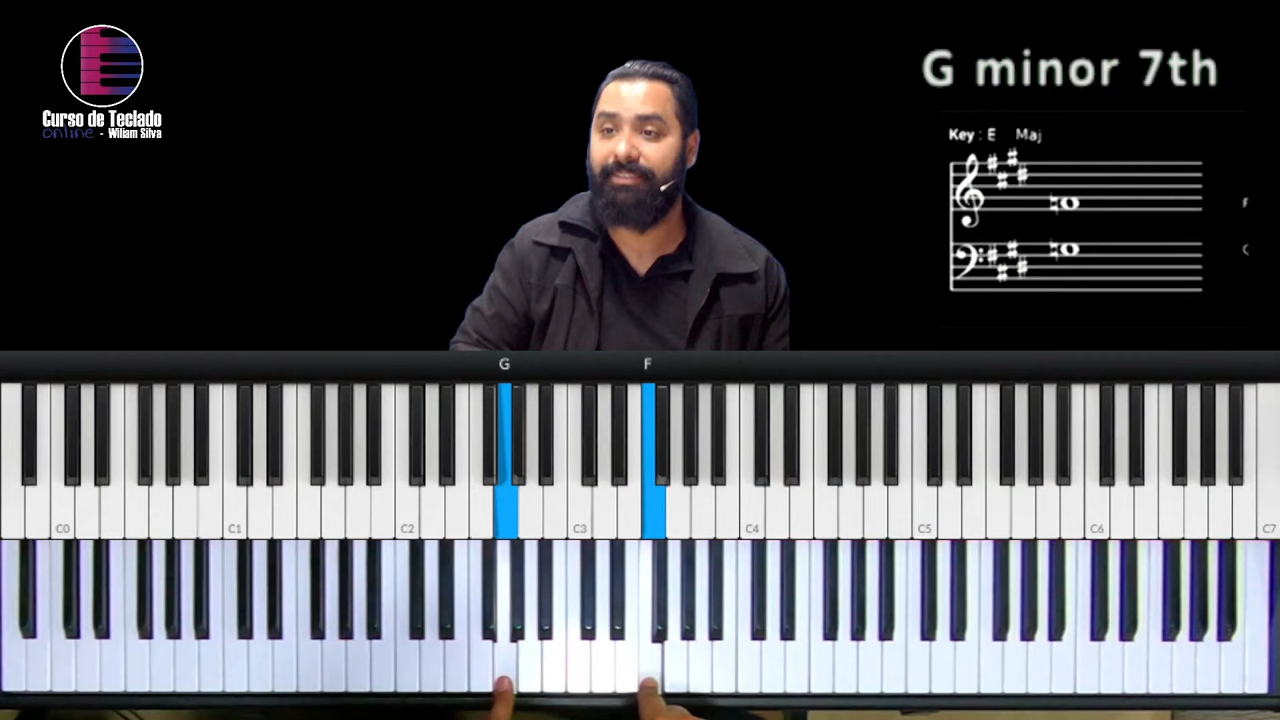 Curso de Teclado
online - Wiliam Silva
G minor 7th
Key : E Maj
G F
C0 C1 C2 C3 C4 C5 C6 C7